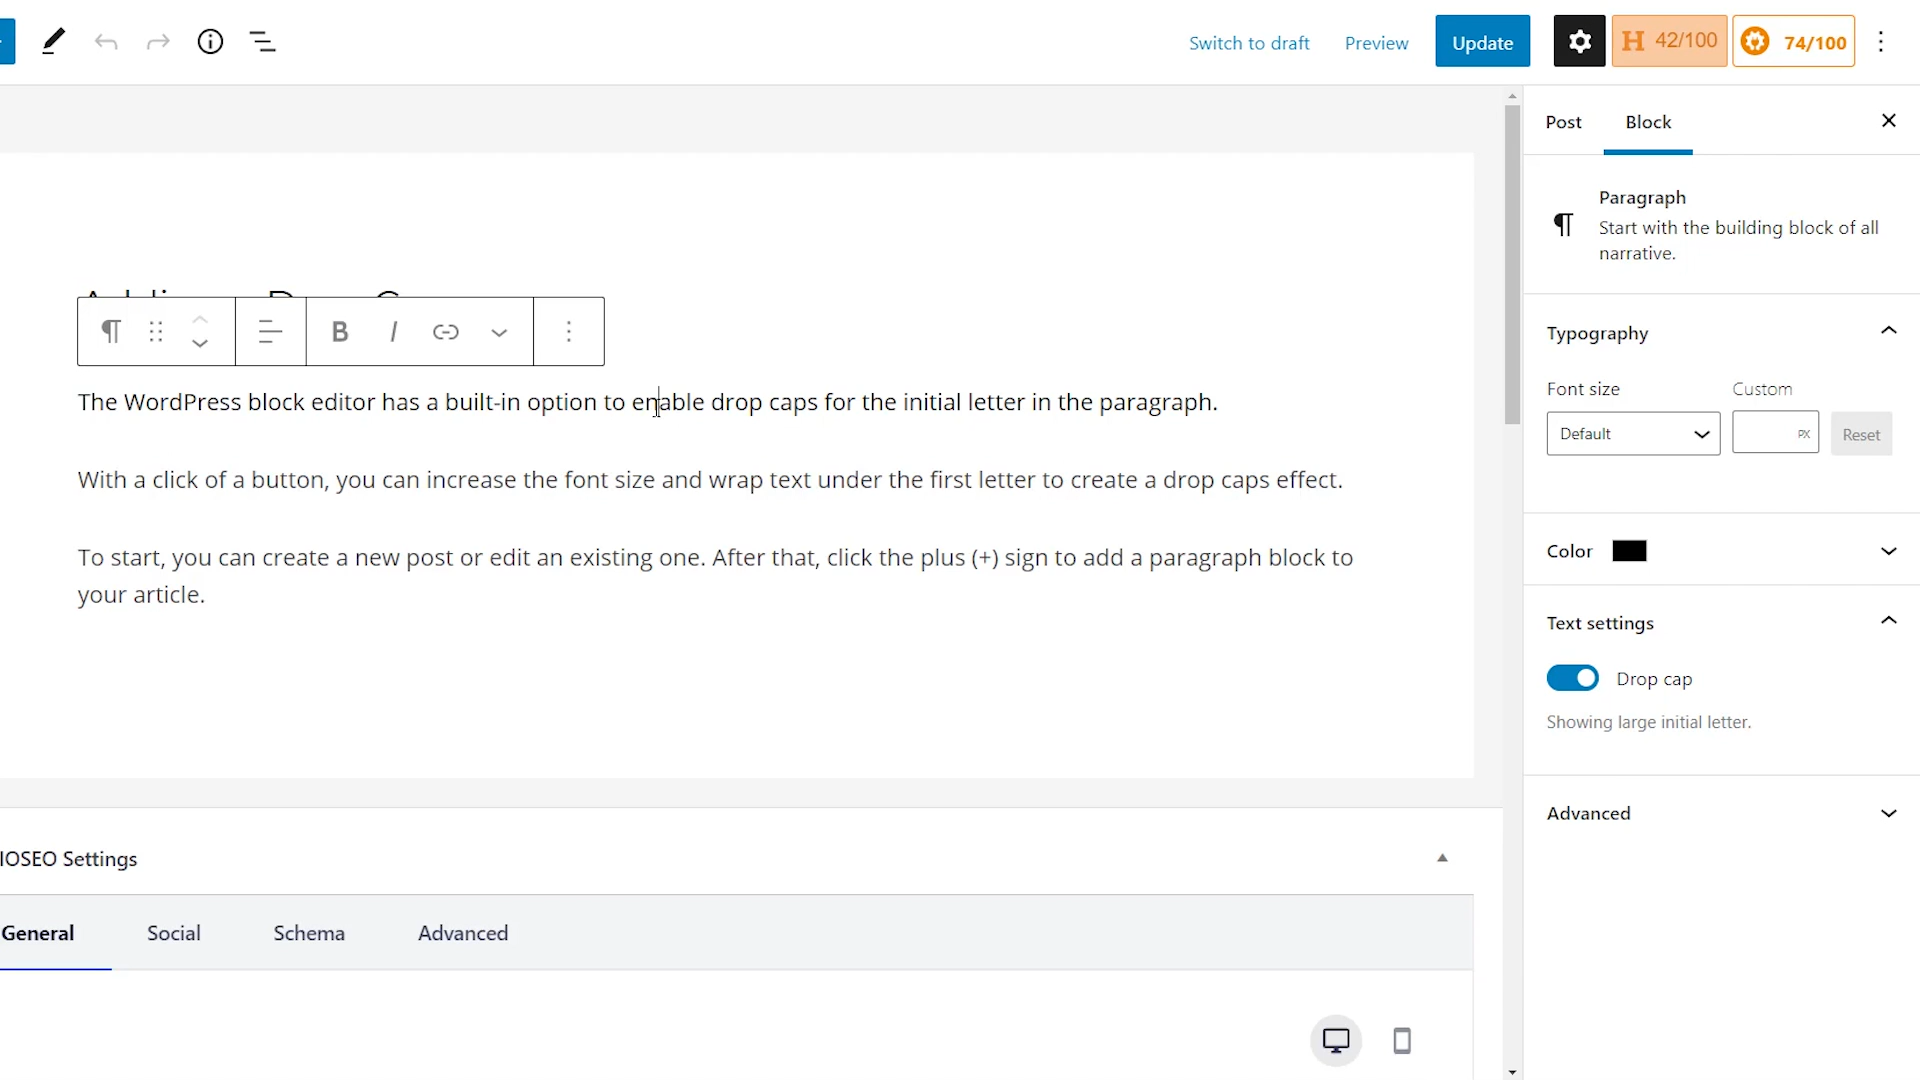 Switch to draft Preview Update H 42/100 74/100
Post Block
Paragraph
Start with the building block of all
narrative.
B I
The WordPress block editor has a built-in option to enable drop caps for the initial letter in the paragraph.
With a click of a button, you can increase the font size and wrap text under the first letter to create a drop caps effect.
To start, you can create a new post or edit an existing one. After that, click the plus (+) sign to add a paragraph block to
your article.
Typography
Font size Custom
Default PX Reset
Color
Text settings
Drop cap
Showing large initial letter.
Advanced
IOSEO Settings
General Social Schema Advanced